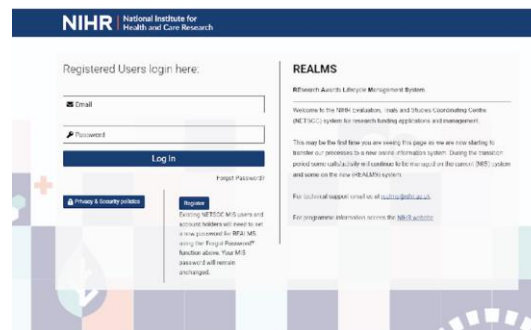 NIHR | National Institute for
Health and Care Research
Registered Users login here:
Email
Password
Log In
Forgot Password?
Privacy & Security policies
Register
Existing NETSCC MIS users and
account holders will need to set
a new password for REALMS
using the 'Forgot Password?'
function above. Your MIS
password will remain
unchanged.
REALMS
REsearch Awards Lifecycle Management System
Welcome to the NIHR Evaluation, Trials and Studies Coordinating Centre
(NETSCC) system for research funding applications and management.
This may be the first time you are seeing this page as we are now starting to
transfer our processes to a new online information system. During the transition
period some calls/activity will continue to be managed on the current (MIS) system
and some on the new (REALMS) system.
For technical support email us at
For programme information access the NIHR website